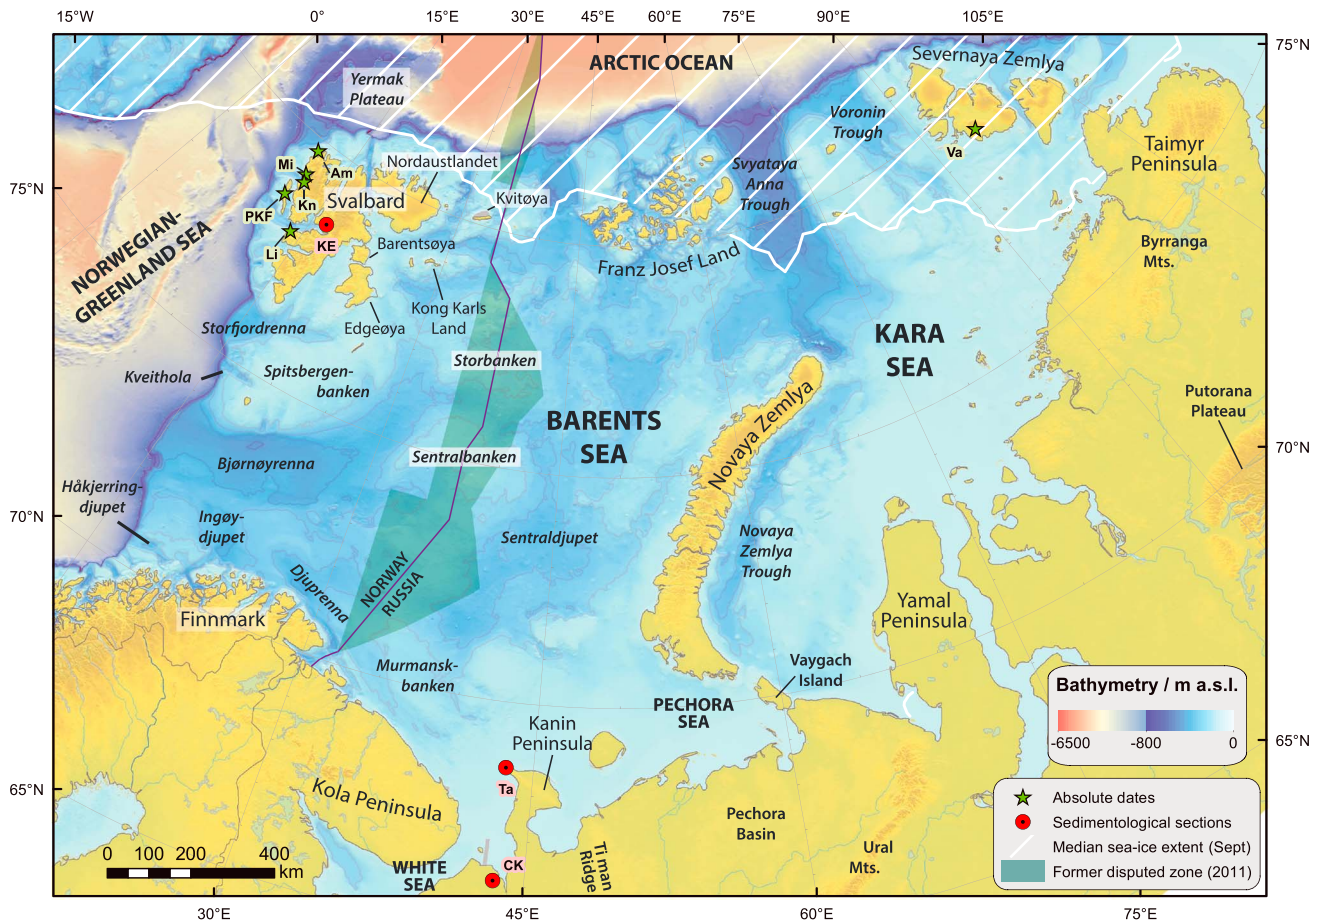 15°W
0°
15°E
30°E
45°E
60°E
75°E
90°E
105°E
75°N
ARCTIC OCEAN
Severnaya Zemlya
Yermak
Plateau
Voronin
Trough
Va
Taimyr
Peninsula
Svyataya
Anna
Trough
Mi
Am
Nordaustlandet
75°N
Kn
Svalbard
Kvitøya
PKF
KE
Li
Barentsøya
NORWEGIAN-
GREENLAND SEA
Franz Josef Land
Byrranga
Mts.
Kong Karls
Land
Edgeøya
Storfjordrenna
KARA
SEA
Storbanken
Kveithola
Spitsbergen-
banken
Putorana
Plateau
BARENTS
SEA
Novaya Zemlya
70°N
Sentralbanken
Bjørnøyrenna
Håkjerring-
djupet
70°N
Ingøy-
djupet
Sentraldjupet
Novaya
Zemlya
Trough
Djuprenna
NORWAY
RUSSIA
Finnmark
Yamal
Peninsula
Murmansk-
banken
Vaygach
Island
PECHORA
SEA
Kanin
Peninsula
Bathymetry / m a.s.l.
-6500
-800
0
65°N
65°N
Kola Peninsula
Ta
Pechora
Basin
Absolute dates
Sedimentological sections
Median sea-ice extent (Sept)
Former disputed zone (2011)
0
100
200
400
km
WHITE
SEA
CK
Ti man
Ridge
Ural
Mts.
30°E
45°E
60°E
75°E